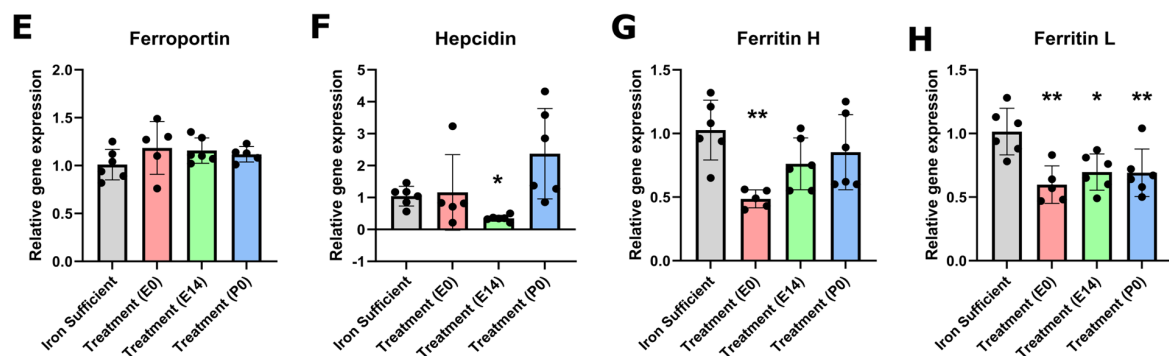 E
Ferroportin
Relative gene expression
2.0
1.5
1.0
0.5
0.0
Iron Sufficient
Treatment (E0)
Treatment (E14)
Treatment (P0)
F
Hepcidin
Relative gene expression
5
4
3
2
1
0
-1
*
Iron Sufficient
Treatment (E0)
Treatment (E14)
Treatment (P0)
G
Ferritin H
Relative gene expression
1.5
1.0
0.5
0.0
**
Iron Sufficient
Treatment (E0)
Treatment (E14)
Treatment (P0)
H
Ferritin L
Relative gene expression
1.5
1.0
0.5
0.0
** * **
Iron Sufficient
Treatment (E0)
Treatment (E14)
Treatment (P0)